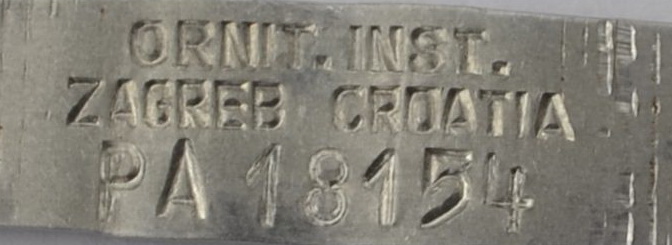 ORNIT. INST.
ZAGREB CROATIA
PA 18154